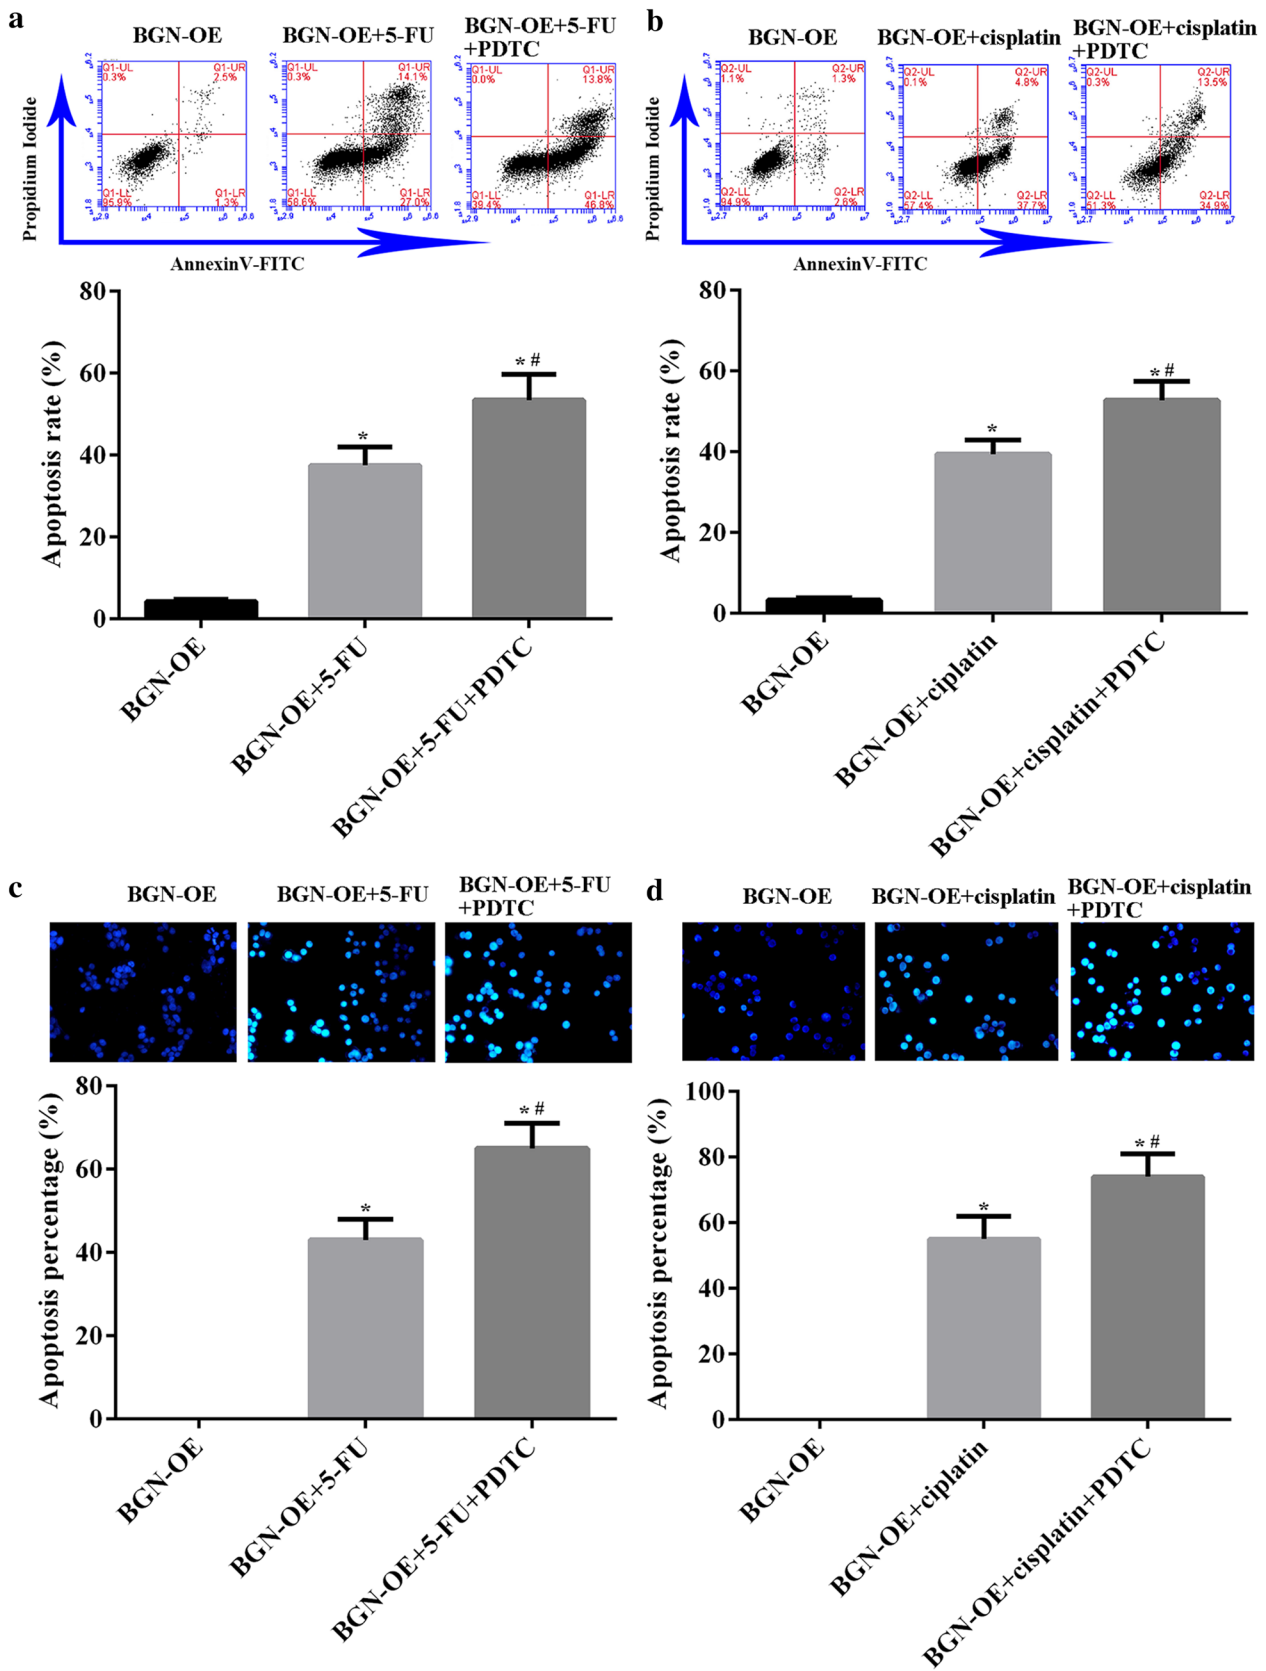 a
BGN-OE
BGN-OE+5-FU
BGN-OE+5-FU
+PDTC
Propidium Iodide
Q1-UL
0.3%
Q1-UR
2.5%
Q1-LL
95.9%
Q1-LR
1.3%
Q1-UL
0.3%
Q1-UR
14.1%
Q1-LL
58.6%
Q1-LR
27.0%
Q1-UL
0.0%
Q1-UR
13.8%
Q1-LL
39.4%
Q1-LR
46.8%
AnnexinV-FITC
Apoptosis rate (%)
80
60
40
20
0
*
* #
BGN-OE
BGN-OE+5-FU
BGN-OE+5-FU+PDTC
b
BGN-OE
BGN-OE+cisplatin
BGN-OE+cisplatin
+PDTC
Propidium Iodide
Q2-UL
1.1%
Q2-UR
1.3%
Q2-LL
94.9%
Q2-LR
2.6%
Q2-UL
0.1%
Q2-UR
4.8%
Q2-LL
57.4%
Q2-LR
37.7%
Q2-UL
0.3%
Q2-UR
13.5%
Q2-LL
51.3%
Q2-LR
34.9%
AnnexinV-FITC
Apoptosis rate (%)
80
60
40
20
0
*
* #
BGN-OE
BGN-OE+ciplatin
BGN-OE+cisplatin+PDTC
c
BGN-OE
BGN-OE+5-FU
BGN-OE+5-FU
+PDTC
Apoptosis percentage (%)
80
60
40
20
0
*
* #
BGN-OE
BGN-OE+5-FU
BGN-OE+5-FU+PDTC
d
BGN-OE
BGN-OE+cisplatin
BGN-OE+cisplatin
+PDTC
Apoptosis percentage (%)
100
80
60
40
20
0
*
* #
BGN-OE
BGN-OE+ciplatin
BGN-OE+cisplatin+PDTC